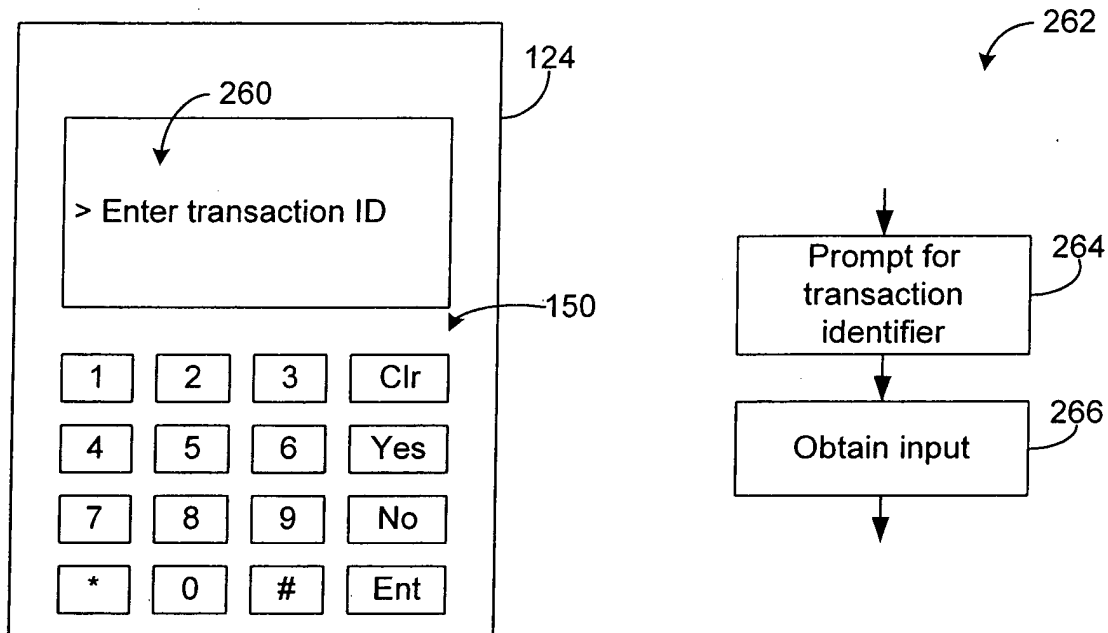 262
124
260
> Enter transaction ID
150
1 2 3 Clr
4 5 6 Yes
7 8 9 No
* 0 # Ent
Prompt for
transaction
identifier
264
Obtain input
266